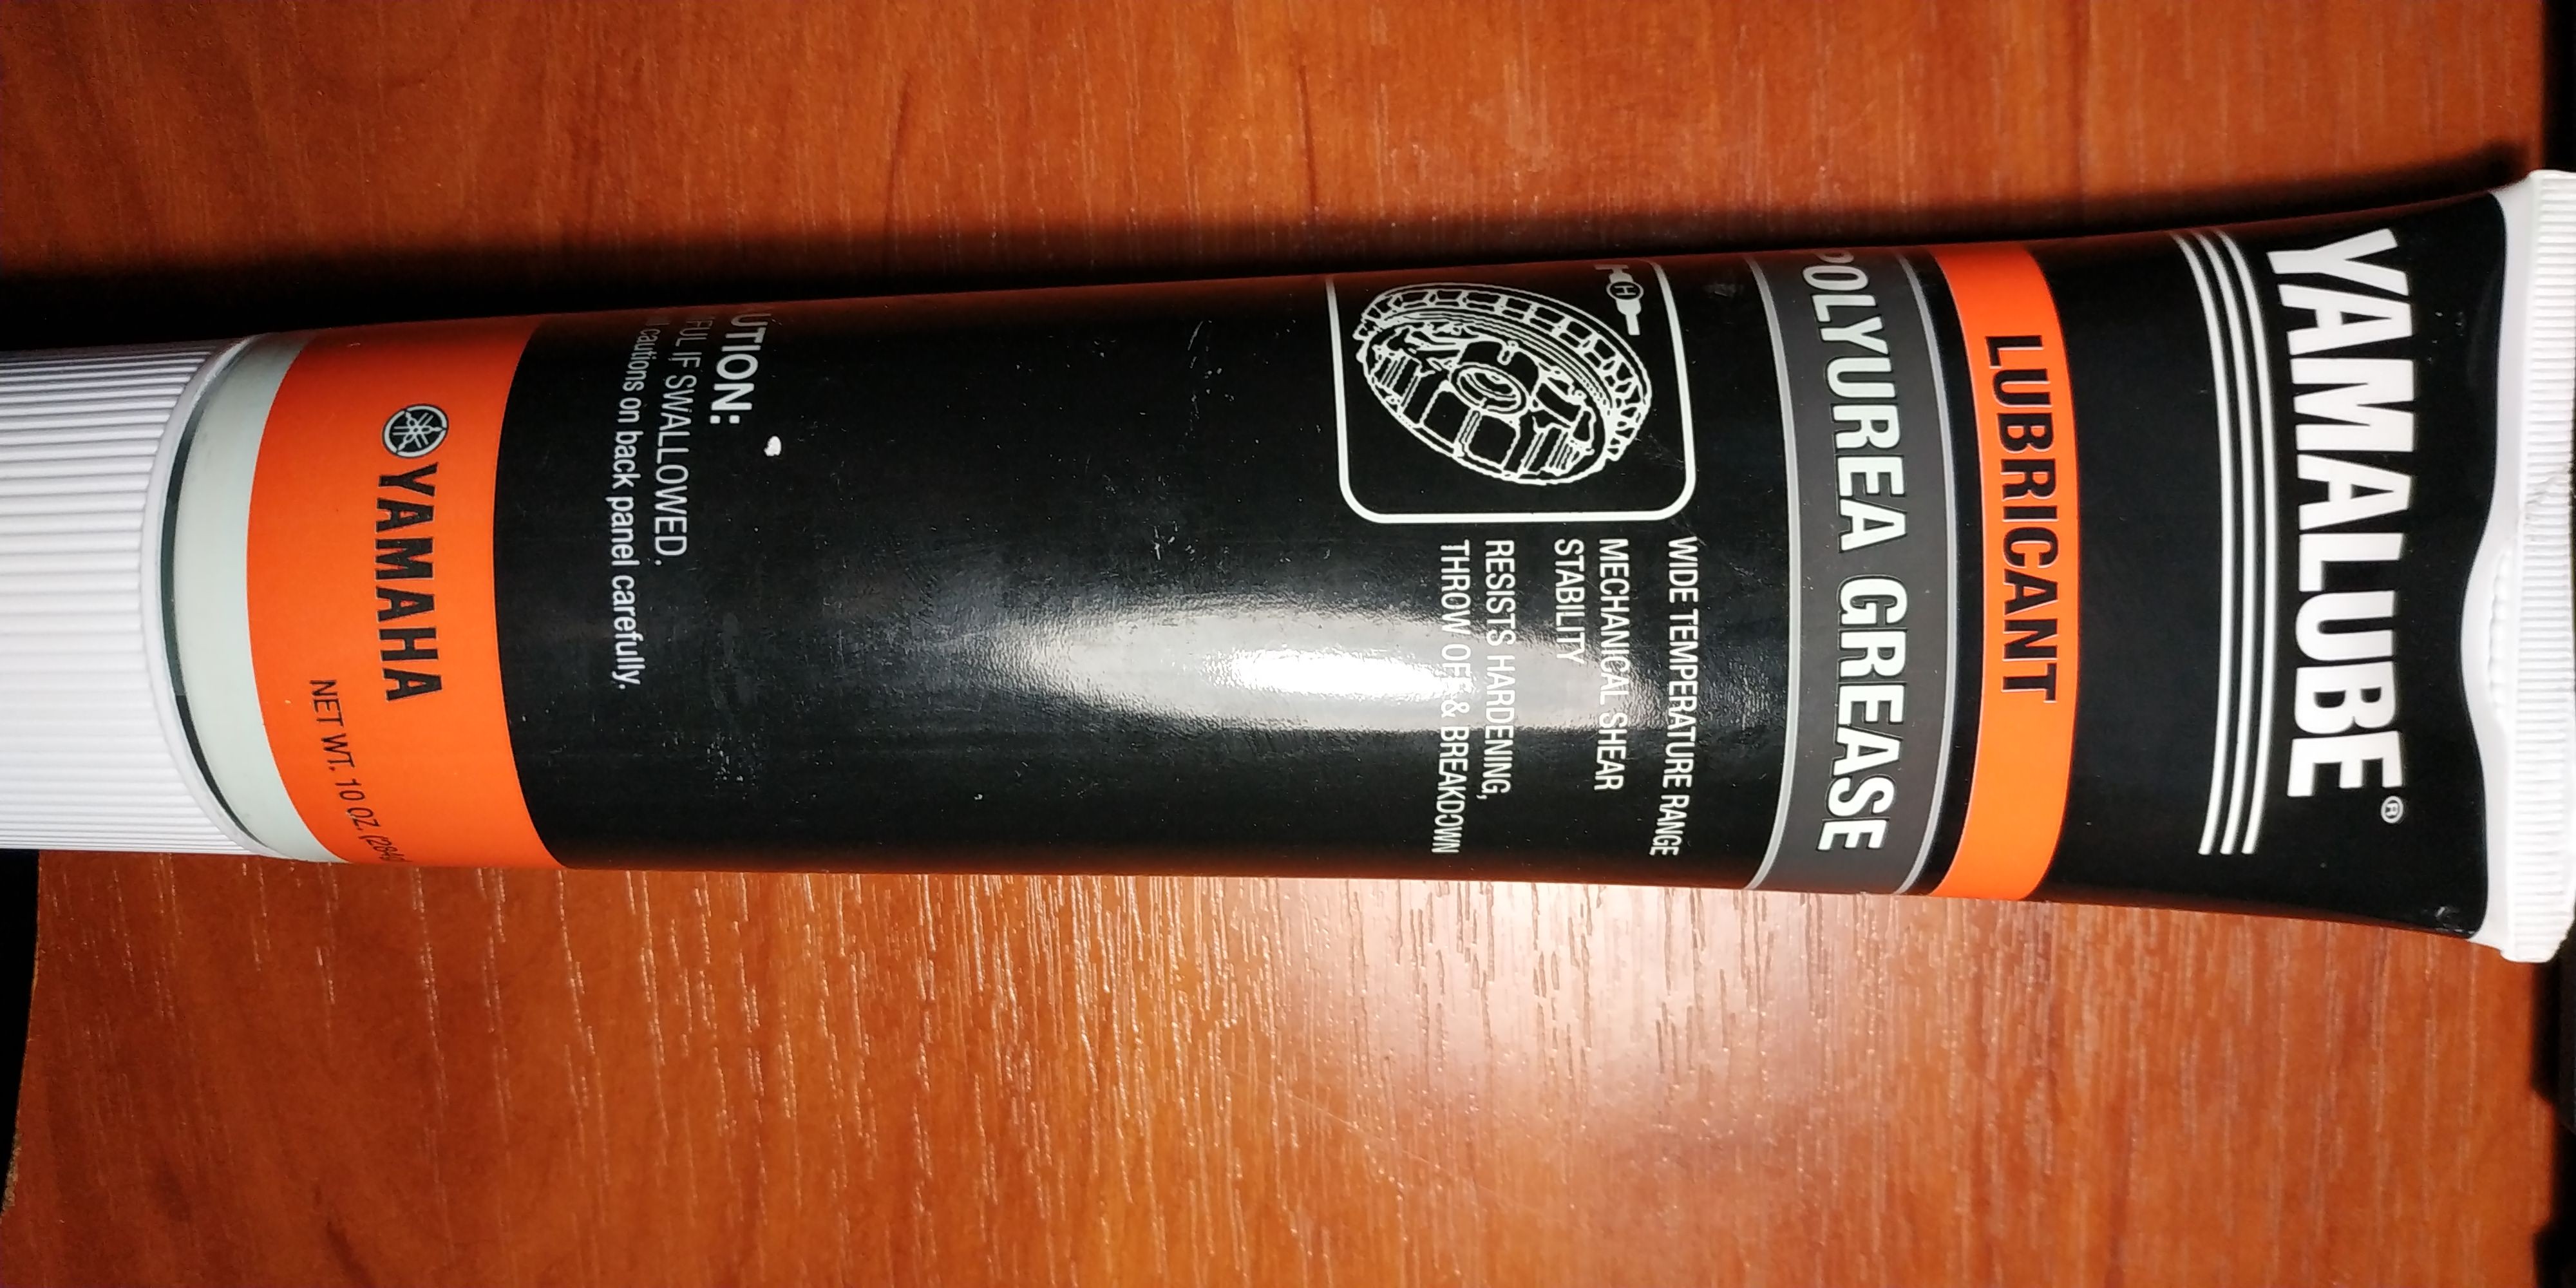 YAMALUBE®
LUBRICANT
POLYUREA GREASE
H
WIDE TEMPERATURE RANGE
MECHANICAL SHEAR
STABILITY
RESISTS HARDENING,
THROW OFF & BREAKDOWN
UTION:
FUL IF SWALLOWED.
cautions on back panel carefully.
YAMAHA
NET WT. 10 OZ. (284